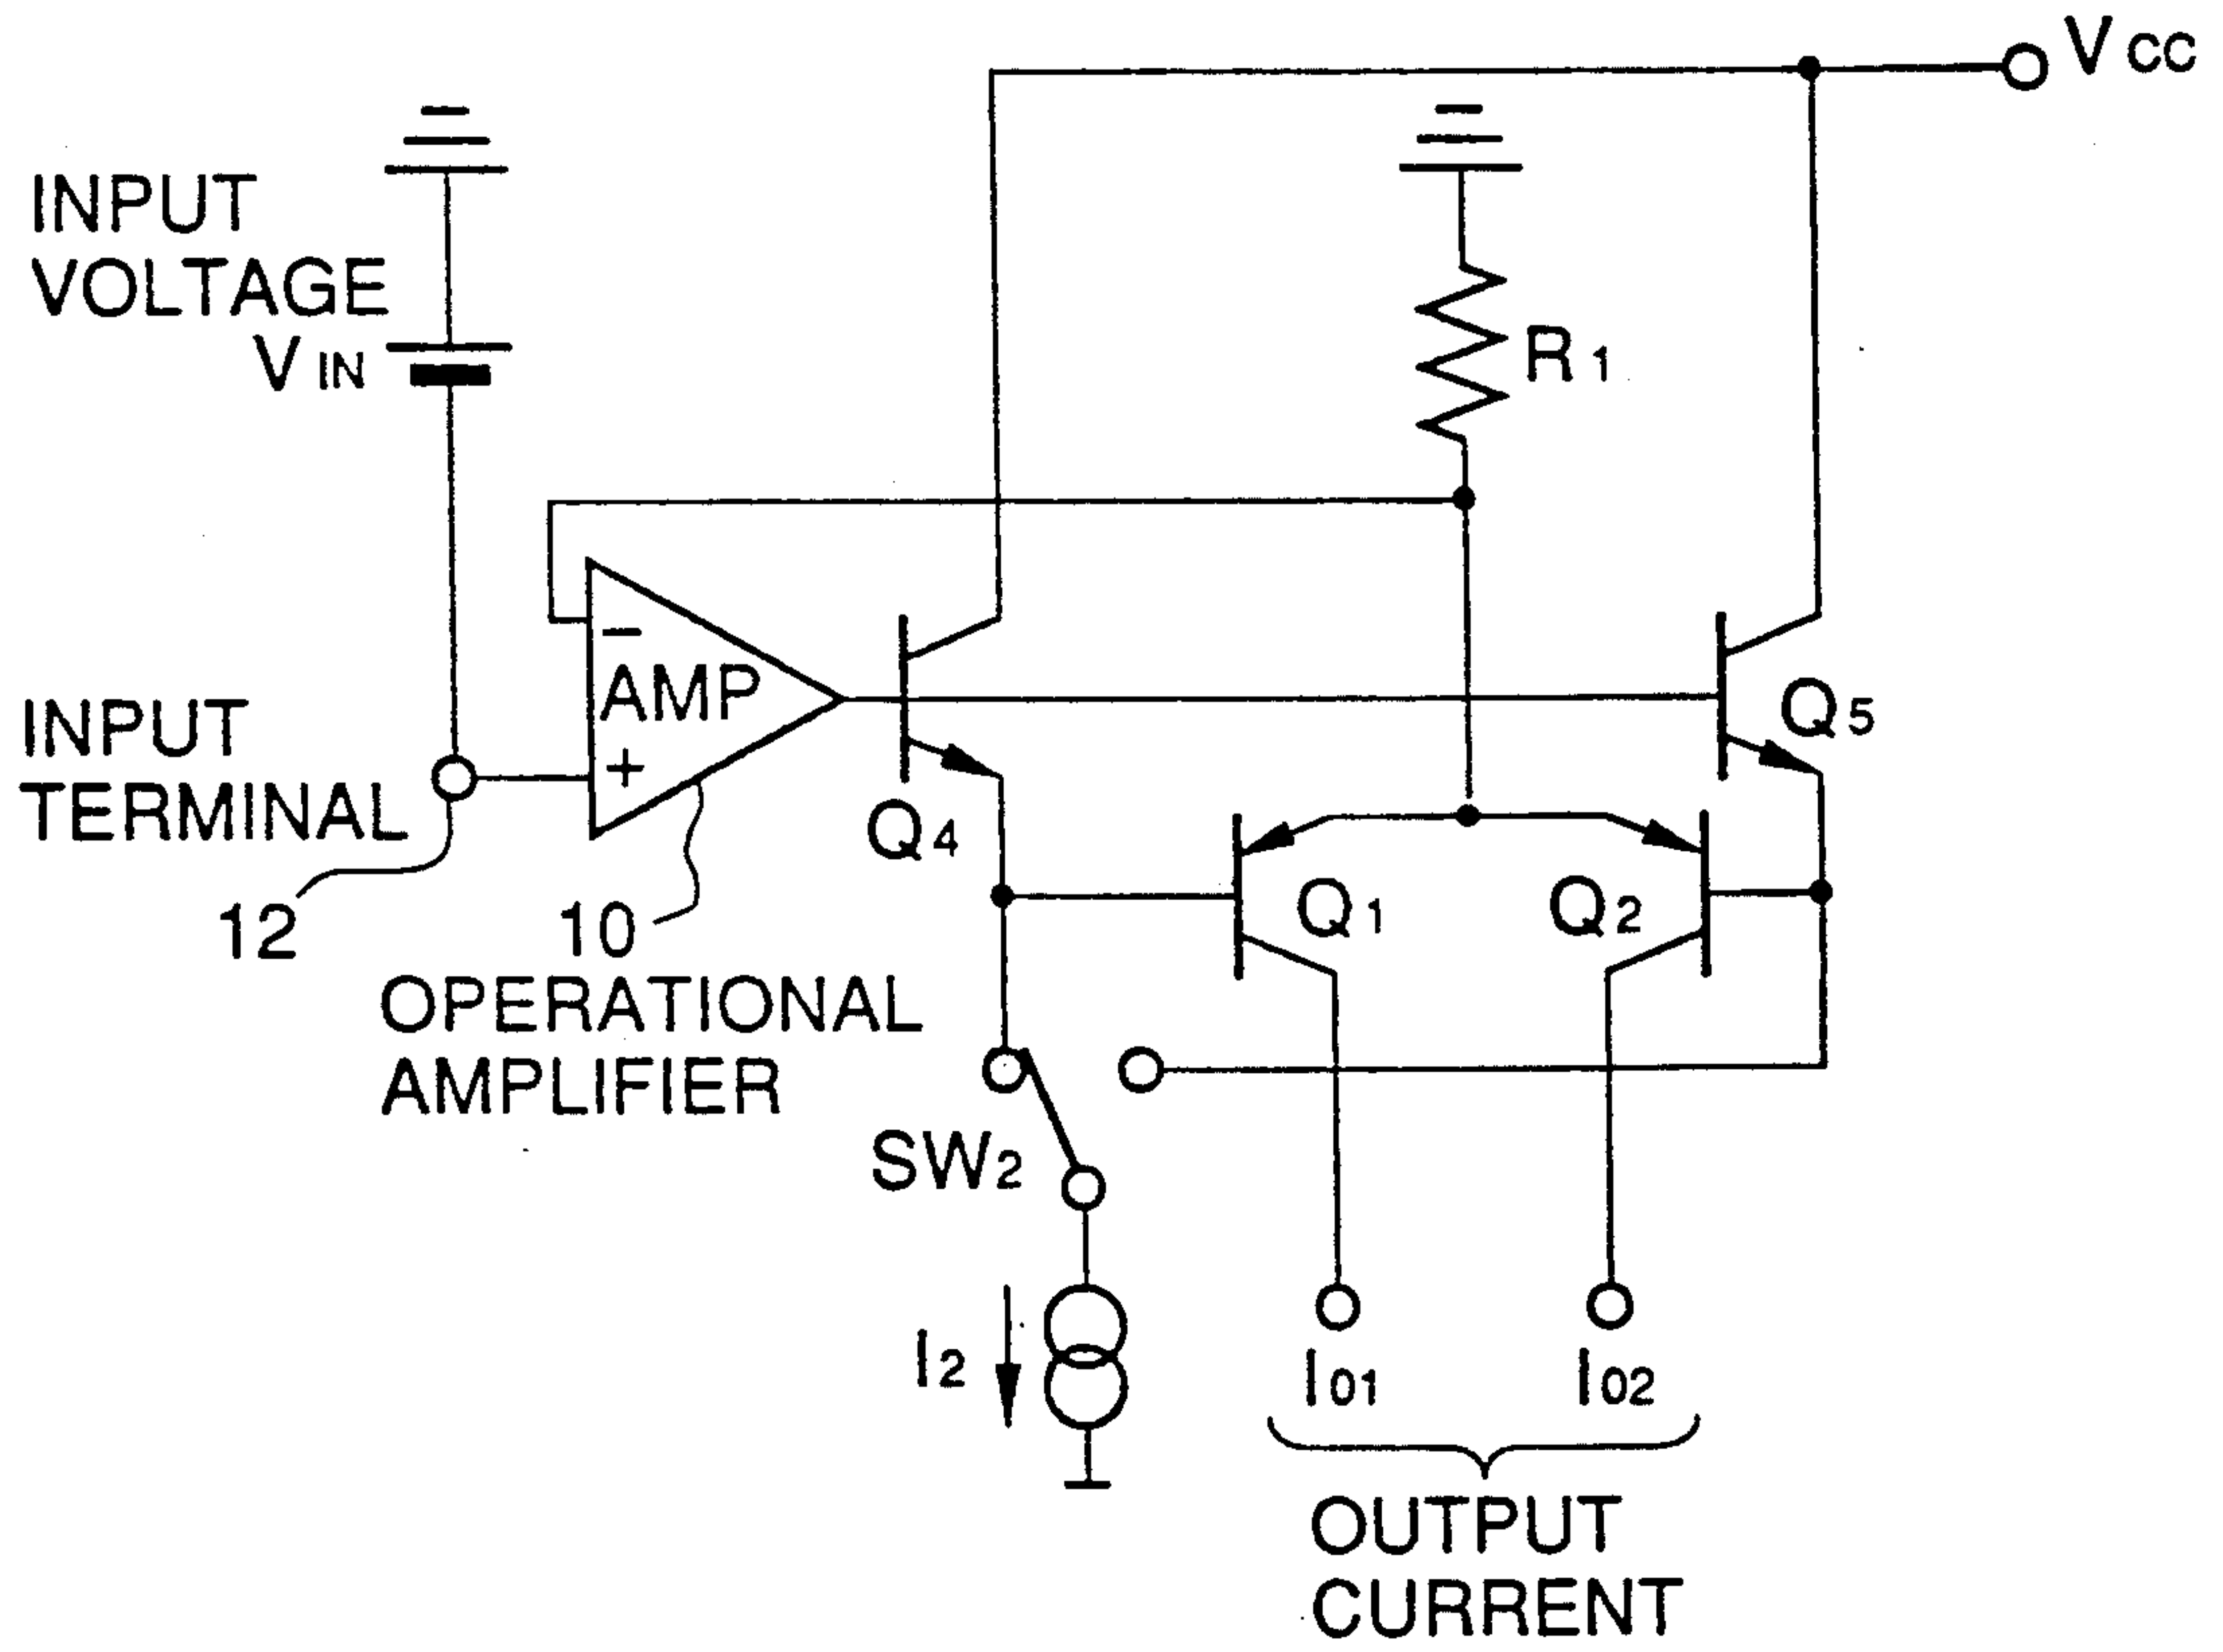 VCC
INPUT
VOLTAGE
VIN
R1
−
AMP
+
Q5
INPUT
TERMINAL
Q4
12
10
Q1
Q2
OPERATIONAL
AMPLIFIER
SW2
I2
I01
I02
OUTPUT
CURRENT